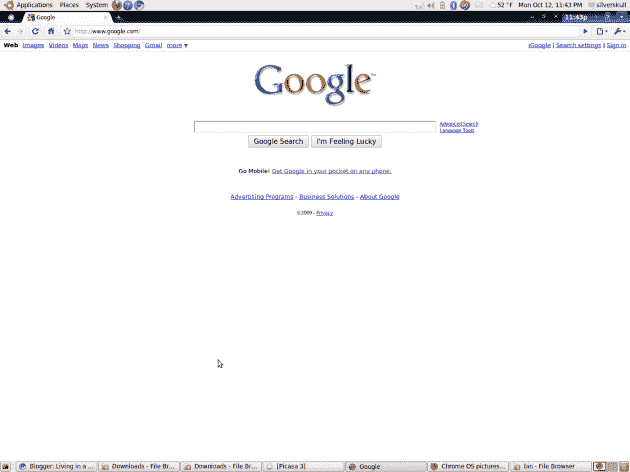 Applications Places System 52 °F Mon Oct 12, 11:43 PM silverskull
Google 11:43p
http://www.google.com/
Web Images Videos Maps News Shopping Gmail more ▼ iGoogle | Search settings | Sign in
Google™
Advanced Search
Language Tools
Google Search I'm Feeling Lucky
Go Mobile! Get Google in your pocket on any phone.
Advertising Programs - Business Solutions - About Google
©2009 - Privacy
Blogger: Living in a ... Downloads - File Br... Downloads - File Br... [Picasa 3] Google Chrome OS pictures... bin - File Browser